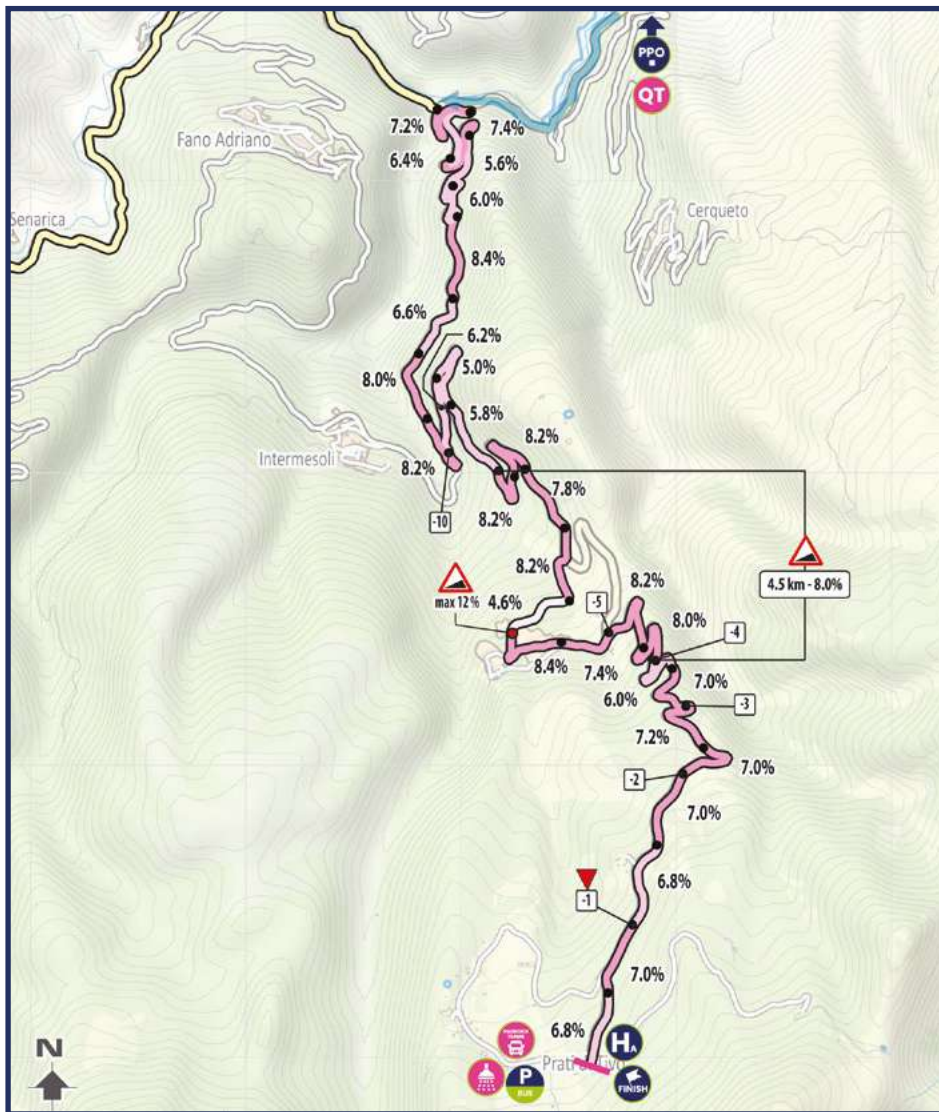 PPO
QT
7.2%
7.4%
Fano Adriano
6.4%
5.6%
6.0%
Senarica
Cerqueto
8.4%
6.6%
6.2%
5.0%
8.0%
5.8%
8.2%
Intermesoli
8.2%
7.8%
8.2%
-10
8.2%
4.5 km - 8.0%
max 12%
4.6%
8.2%
-5
8.0%
-4
8.4%
7.4%
7.0%
6.0%
-3
7.2%
7.0%
-2
7.0%
6.8%
-1
7.0%
6.8%
N
HA
Prati di Tivo
P
BUS
FINISH